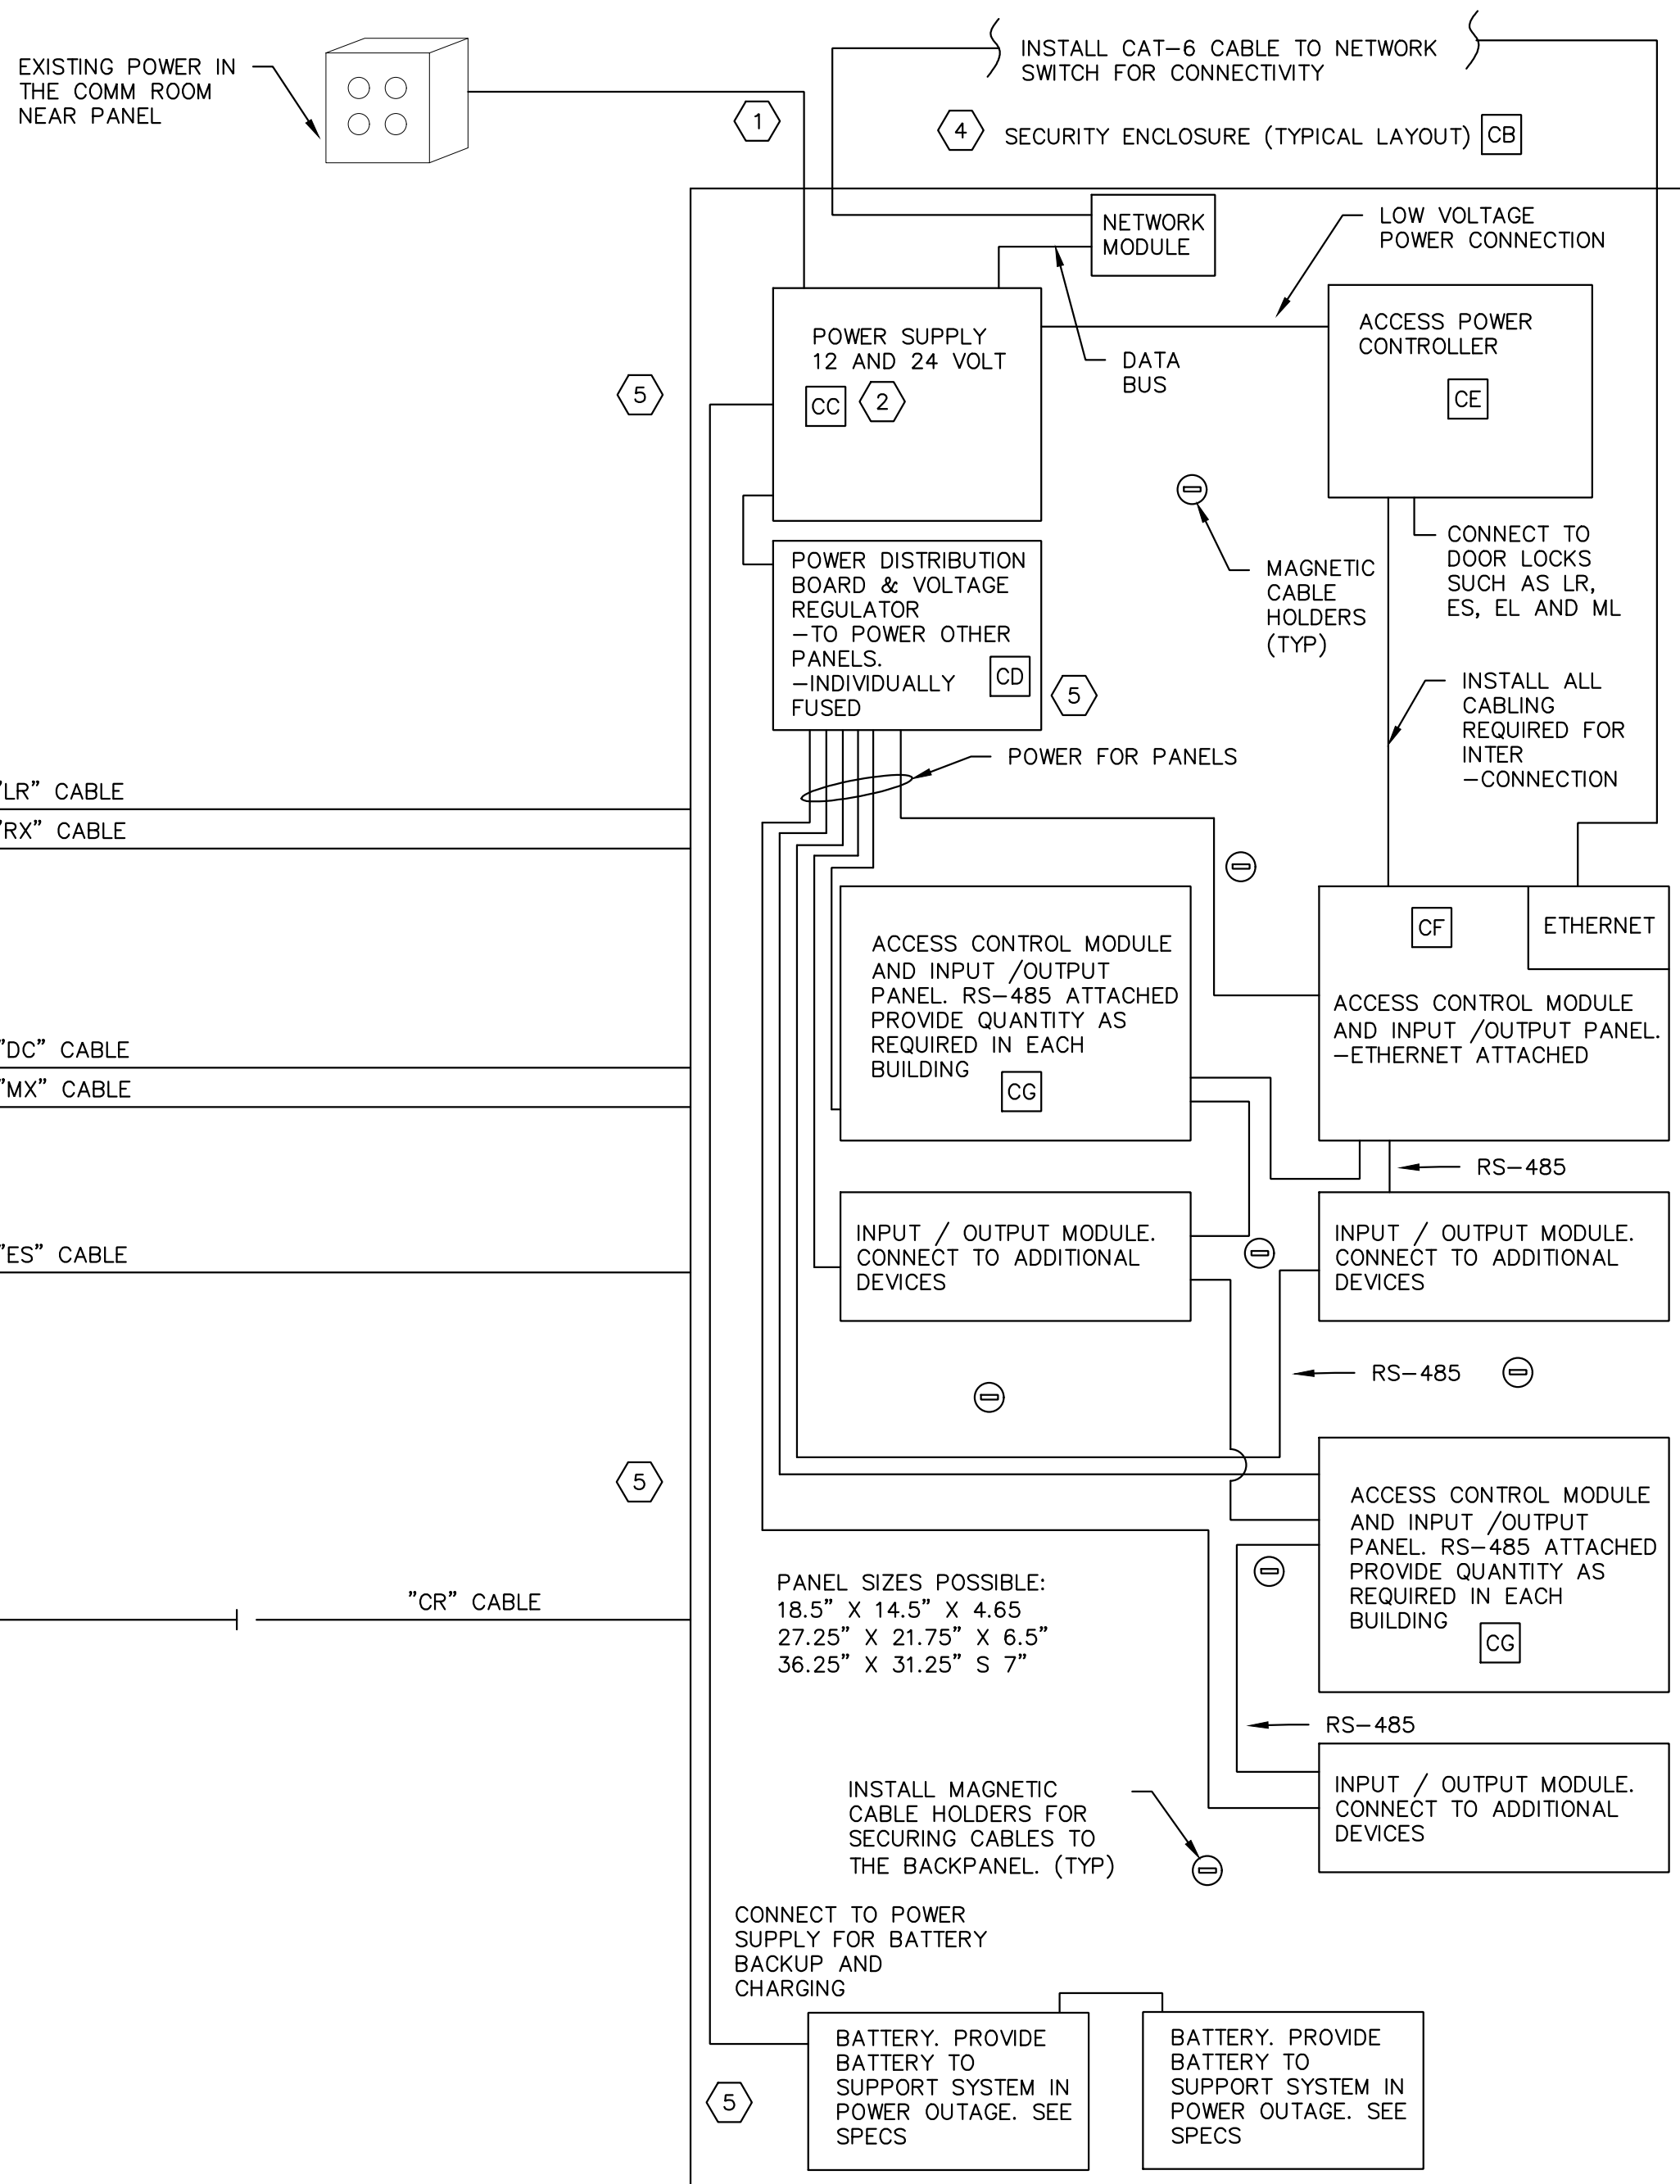 EXISTING POWER IN
THE COMM ROOM
NEAR PANEL
1
INSTALL CAT-6 CABLE TO NETWORK
SWITCH FOR CONNECTIVITY
4
SECURITY ENCLOSURE (TYPICAL LAYOUT)
CB
NETWORK
MODULE
LOW VOLTAGE
POWER CONNECTION
POWER SUPPLY
12 AND 24 VOLT
CC
2
DATA
BUS
ACCESS POWER
CONTROLLER
CE
5
MAGNETIC
CABLE
HOLDERS
(TYP)
CONNECT TO
DOOR LOCKS
SUCH AS LR,
ES, EL AND ML
POWER DISTRIBUTION
BOARD & VOLTAGE
REGULATOR
-TO POWER OTHER
PANELS.
-INDIVIDUALLY
FUSED
CD
5
INSTALL ALL
CABLING
REQUIRED FOR
INTER
-CONNECTION
POWER FOR PANELS
"LR" CABLE
"RX" CABLE
ACCESS CONTROL MODULE
AND INPUT /OUTPUT
PANEL. RS-485 ATTACHED
PROVIDE QUANTITY AS
REQUIRED IN EACH
BUILDING
CG
CF
ETHERNET
ACCESS CONTROL MODULE
AND INPUT /OUTPUT PANEL.
-ETHERNET ATTACHED
"DC" CABLE
"MX" CABLE
RS-485
INPUT / OUTPUT MODULE.
CONNECT TO ADDITIONAL
DEVICES
INPUT / OUTPUT MODULE.
CONNECT TO ADDITIONAL
DEVICES
"ES" CABLE
RS-485
5
ACCESS CONTROL MODULE
AND INPUT /OUTPUT
PANEL. RS-485 ATTACHED
PROVIDE QUANTITY AS
REQUIRED IN EACH
BUILDING
CG
"CR" CABLE
PANEL SIZES POSSIBLE:
18.5" X 14.5" X 4.65
27.25" X 21.75" X 6.5"
36.25" X 31.25" S 7"
RS-485
INPUT / OUTPUT MODULE.
CONNECT TO ADDITIONAL
DEVICES
INSTALL MAGNETIC
CABLE HOLDERS FOR
SECURING CABLES TO
THE BACKPANEL. (TYP)
CONNECT TO POWER
SUPPLY FOR BATTERY
BACKUP AND
CHARGING
5
BATTERY. PROVIDE
BATTERY TO
SUPPORT SYSTEM IN
POWER OUTAGE. SEE
SPECS
BATTERY. PROVIDE
BATTERY TO
SUPPORT SYSTEM IN
POWER OUTAGE. SEE
SPECS